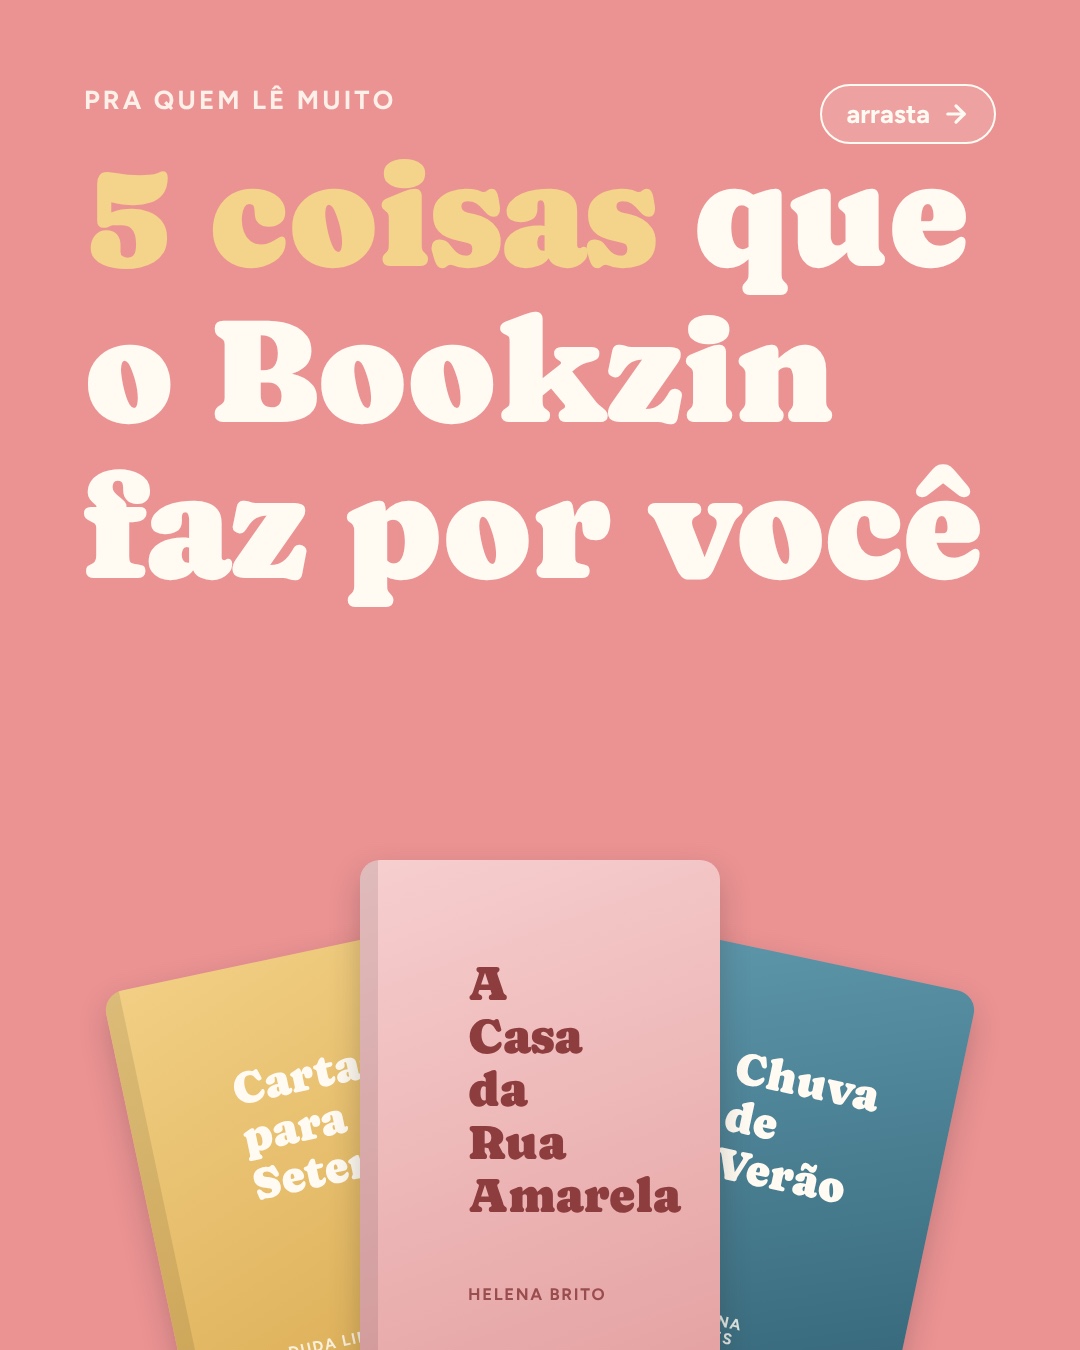 PRA QUEM LÊ MUITO
arrasta →
5 coisas que
o Bookzin
faz por você
Carta
para
A
Casa
da
Rua
Amarela
HELENA BRITO
Chuva
de
Verão